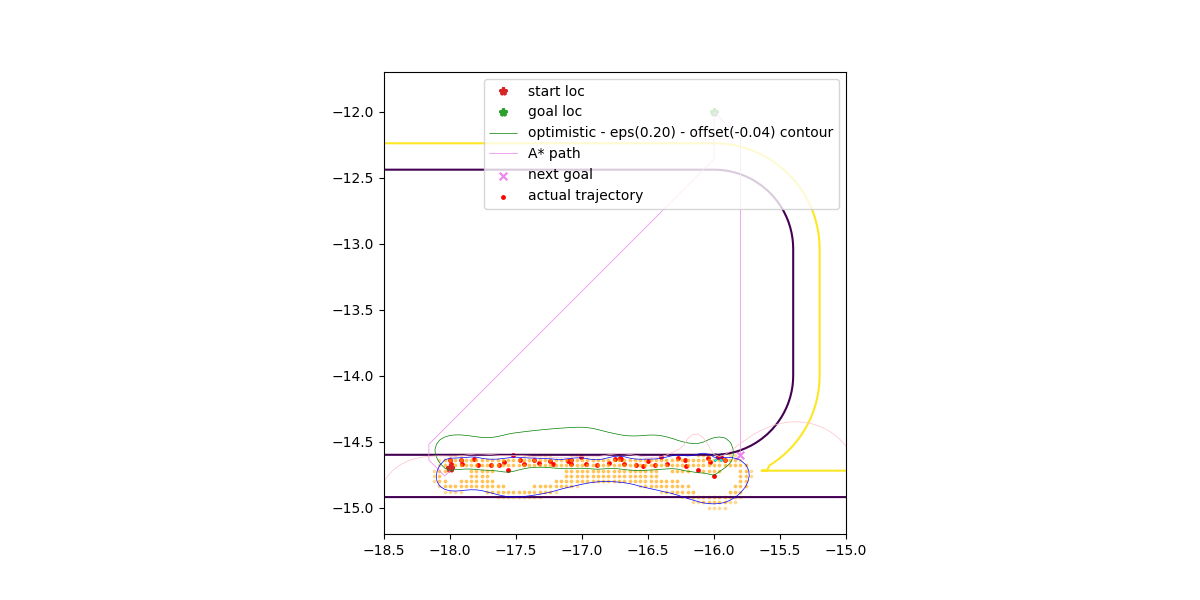 start loc
goal loc
optimistic - eps(0.20) - offset(-0.04) contour
A* path
next goal
actual trajectory
−12.0
−12.5
−13.0
−13.5
−14.0
−14.5
−15.0
−18.5 −18.0 −17.5 −17.0 −16.5 −16.0 −15.5 −15.0